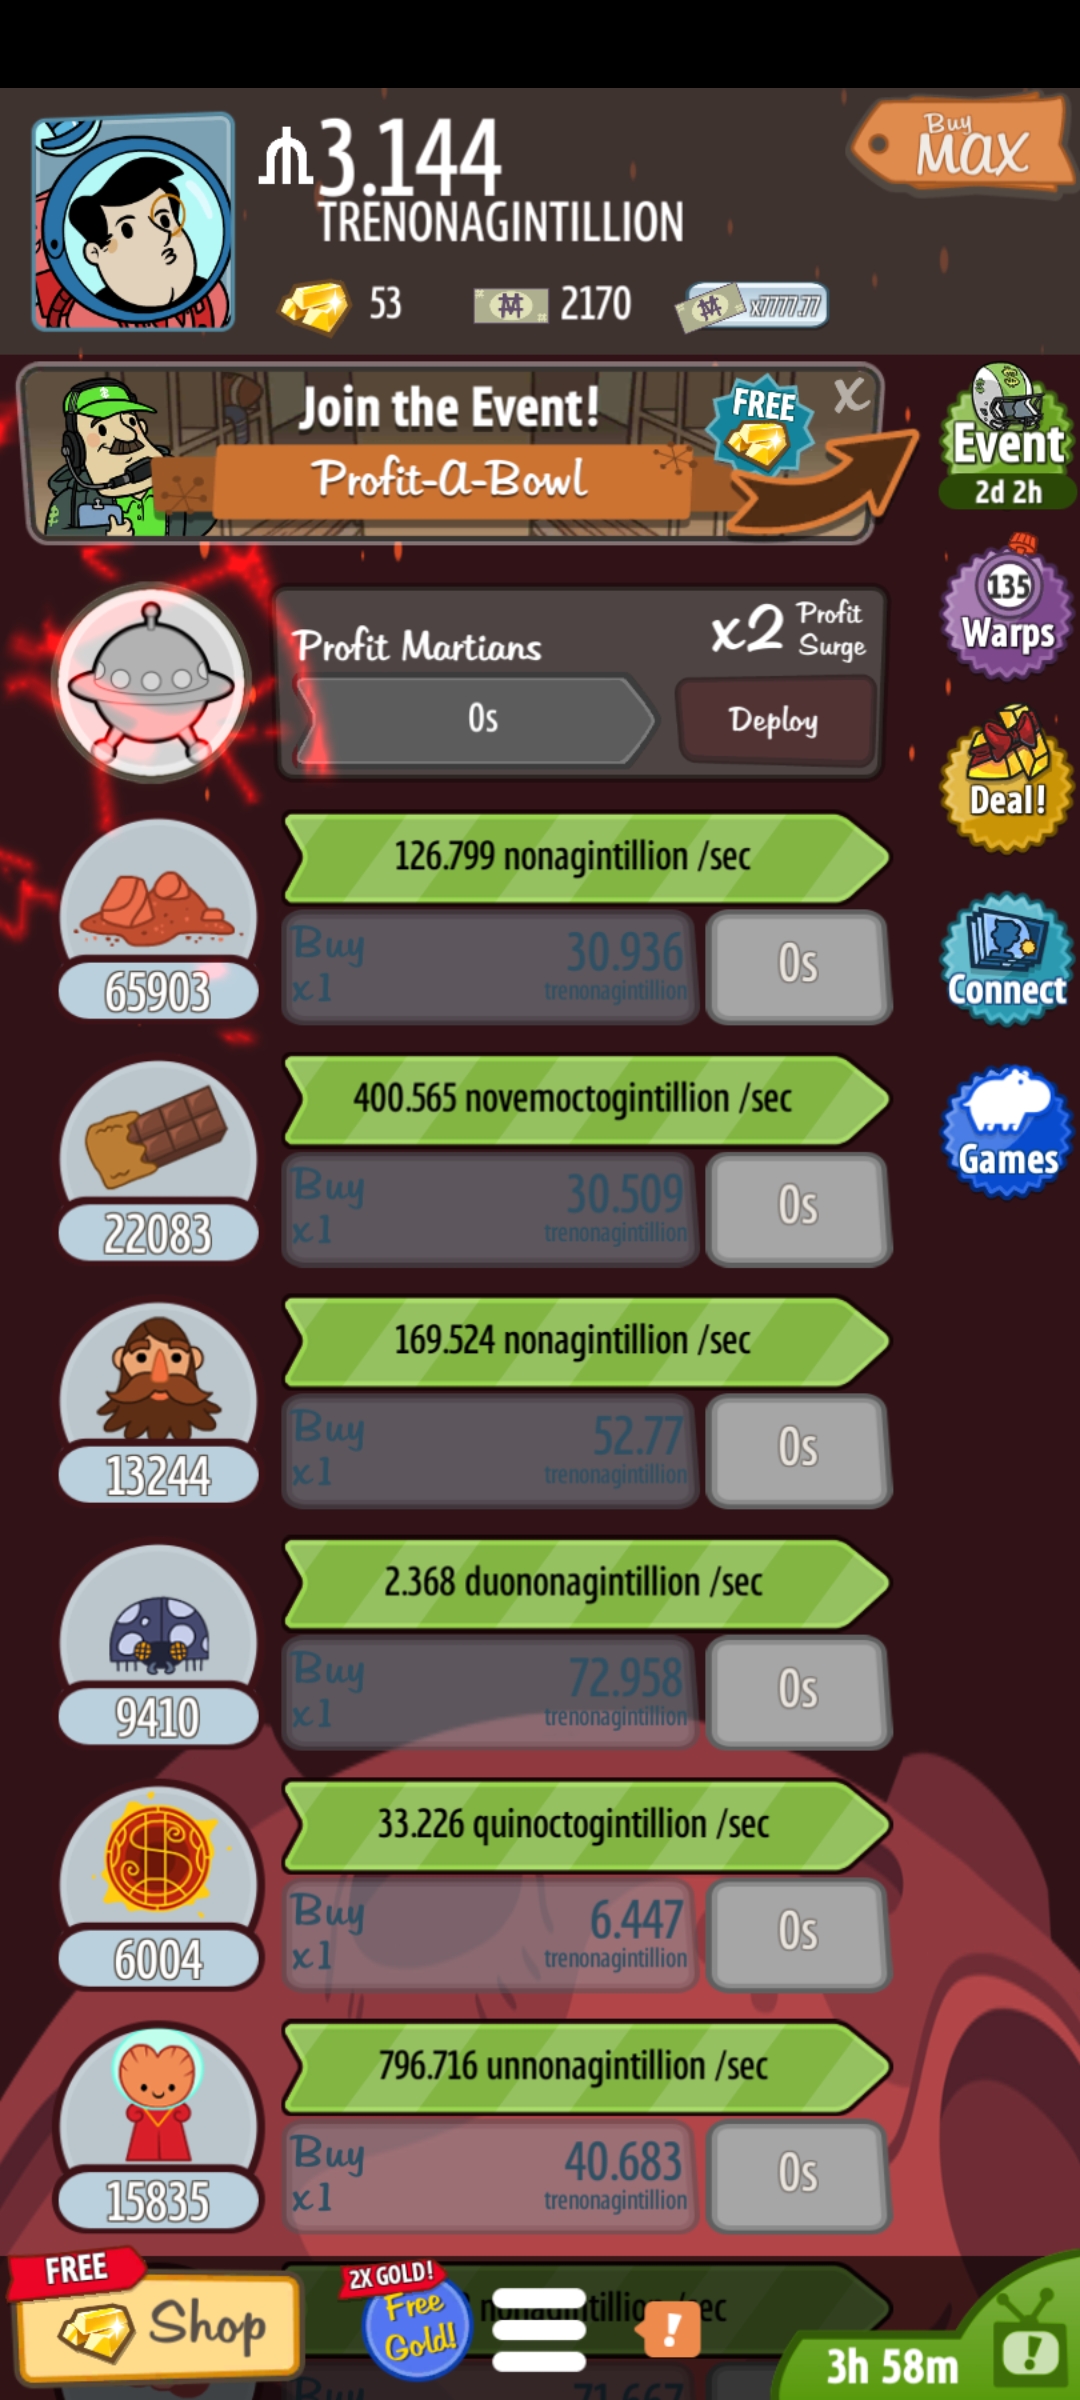 3.144
TRENONAGINTILLION
Buy
MAX
53
2170
x7777.77
Join the Event!
Profit-A-Bowl
FREE
X
Event
2d 2h
Profit Martians
x2 Profit Surge
0s
Deploy
135
Warps
Deal!
Connect
Games
126.799 nonagintillion /sec
65903
Buy x1
30.936
trenonagintillion
0s
400.565 novemoctogintillion /sec
22083
Buy x1
30.509
trenonagintillion
0s
169.524 nonagintillion /sec
13244
Buy x1
52.77
trenonagintillion
0s
2.368 duononagintillion /sec
9410
Buy x1
72.958
trenonagintillion
0s
33.226 quinoctogintillion /sec
6004
Buy x1
6.447
trenonagintillion
0s
796.716 unnonagintillion /sec
15835
Buy x1
40.683
trenonagintillion
0s
FREE
Shop
2X GOLD!
Free
Gold!
!
3h 58m
!
Buy
71.667